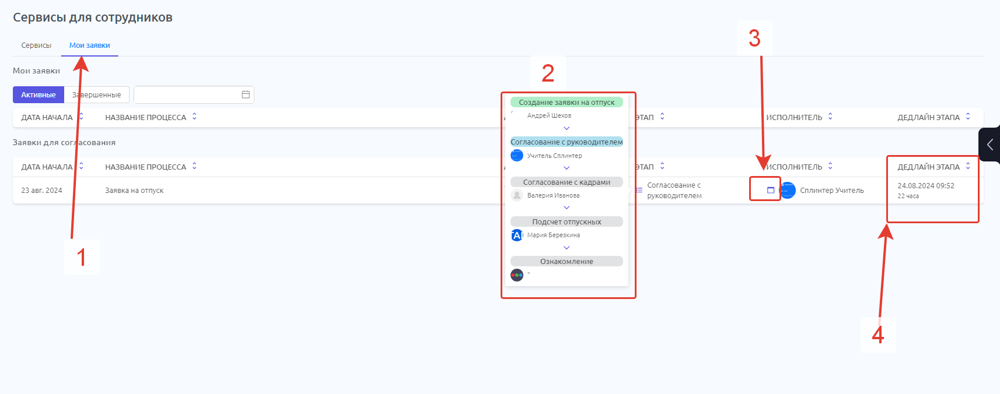 Сервисы для сотрудников
3
Сервисы
Мои заявки
2
Мои заявки
Активные
Завершенные
ДАТА НАЧАЛА
НАЗВАНИЕ ПРОЦЕССА
ЭТАП
ИСПОЛНИТЕЛЬ
ДЕДЛАЙН ЭТАПА
Создание заявки на отпуск
Андрей Шехов
Согласование с руководителем
Учитель Сплинтер
Согласование с кадрами
Валерия Иванова
Подсчет отпускных
Мария Березкина
Ознакомление
"
Заявки для согласования
ДАТА НАЧАЛА
НАЗВАНИЕ ПРОЦЕССА
ЭТАП
ИСПОЛНИТЕЛЬ
ДЕДЛАЙН ЭТАПА
23 авг. 2024
Заявка на отпуск
Согласование с
руководителем
Сплинтер Учитель
24.08.2024 09:52
22 часа
1
4